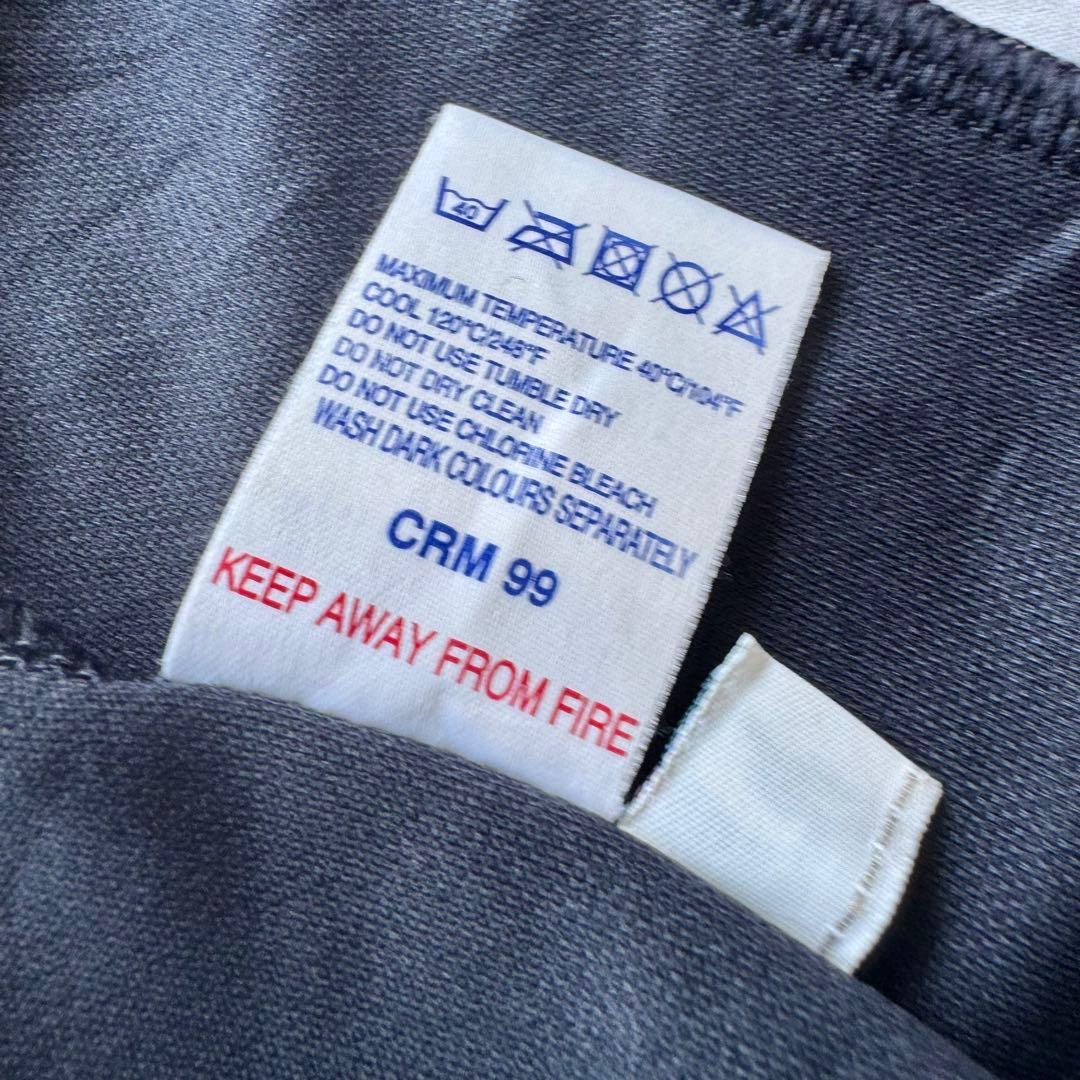 40
MAXIMUM TEMPERATURE 40°C/104°F
COOL 120°C/248°F
DO NOT USE TUMBLE DRY
DO NOT DRY CLEAN
DO NOT USE CHLORINE BLEACH
WASH DARK COLOURS SEPARATELY
CRM 99
KEEP AWAY FROM FIRE